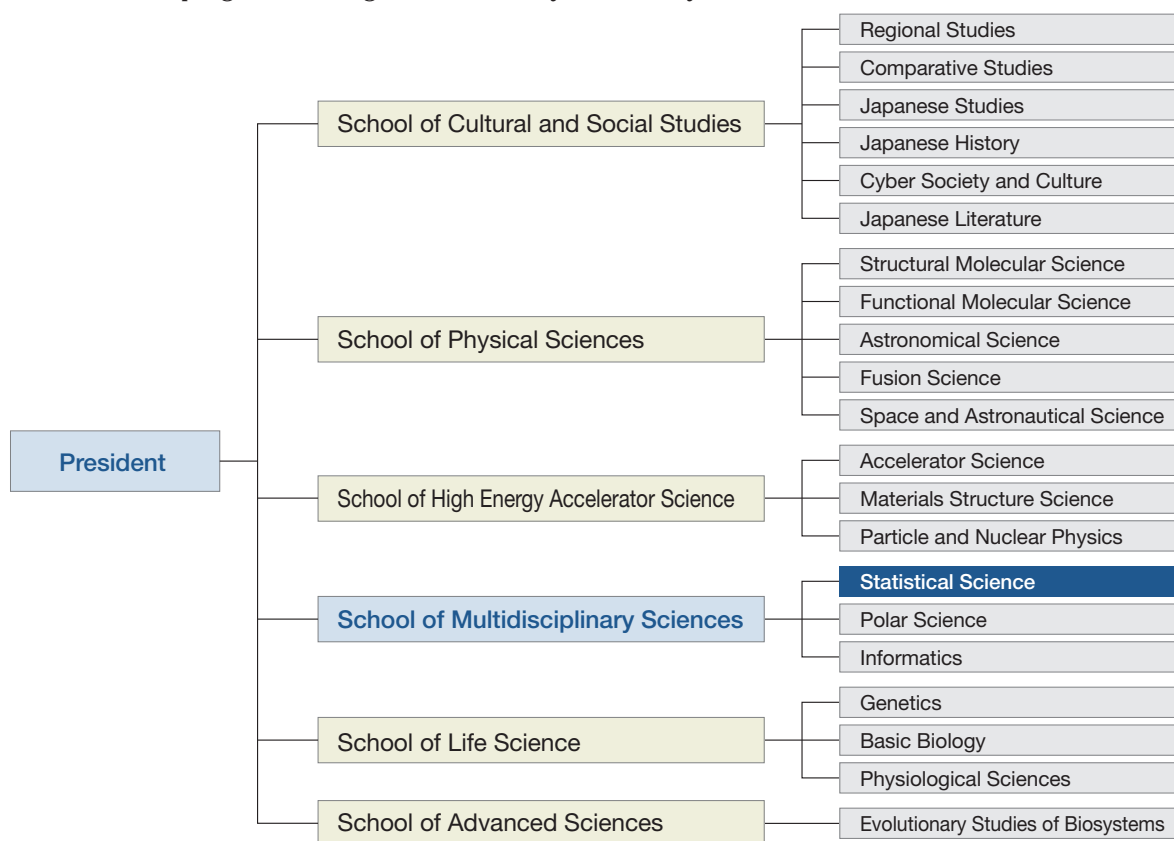 President
School of Cultural and Social Studies
Regional Studies
Comparative Studies
Japanese Studies
Japanese History
Cyber Society and Culture
Japanese Literature
School of Physical Sciences
Structural Molecular Science
Functional Molecular Science
Astronomical Science
Fusion Science
Space and Astronautical Science
School of High Energy Accelerator Science
Accelerator Science
Materials Structure Science
Particle and Nuclear Physics
School of Multidisciplinary Sciences
Statistical Science
Polar Science
Informatics
School of Life Science
Genetics
Basic Biology
Physiological Sciences
School of Advanced Sciences
Evolutionary Studies of Biosystems